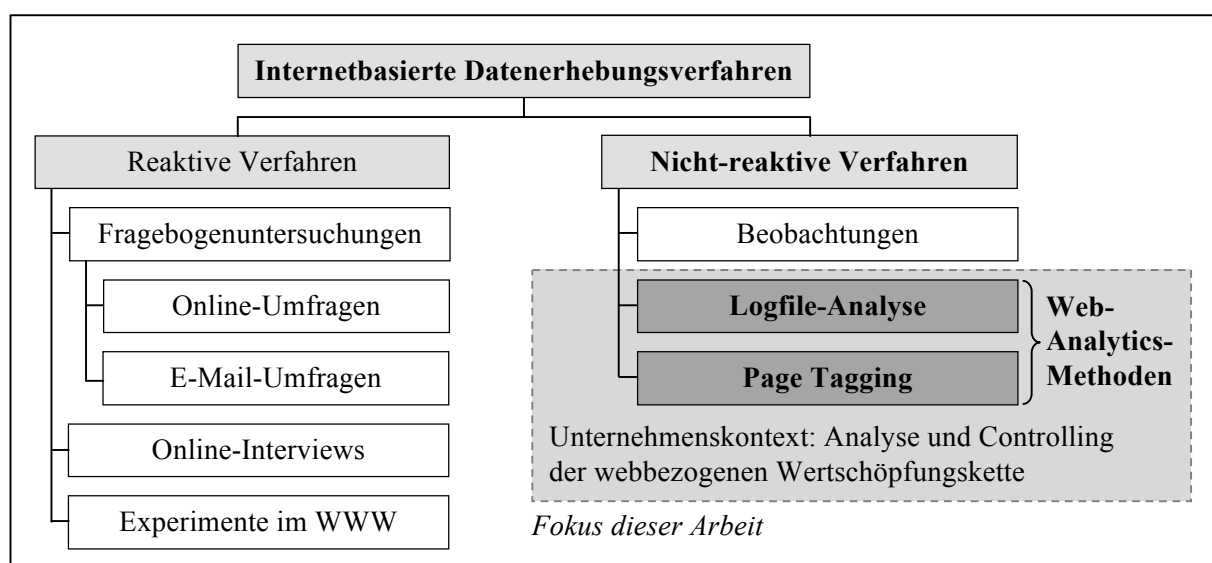 Internetbasierte Datenerhebungsverfahren
Reaktive Verfahren
Fragebogenuntersuchungen
Online-Umfragen
E-Mail-Umfragen
Online-Interviews
Experimente im WWW
Nicht-reaktive Verfahren
Beobachtungen
Logfile-Analyse
Page Tagging
Web-
Analytics-
Methoden
Unternehmenskontext: Analyse und Controlling
der webbezogenen Wertschöpfungskette
Fokus dieser Arbeit